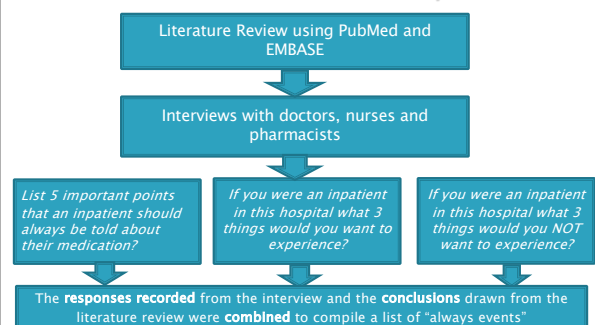 Literature Review using PubMed and
EMBASE
Interviews with doctors, nurses and
pharmacists
List 5 important points
that an inpatient should
always be told about
their medication?
If you were an inpatient
in this hospital what 3
things would you want to
experience?
If you were an inpatient
in this hospital what 3
things would you NOT
want to experience?
The responses recorded from the interview and the conclusions drawn from the
literature review were combined to compile a list of “always events”